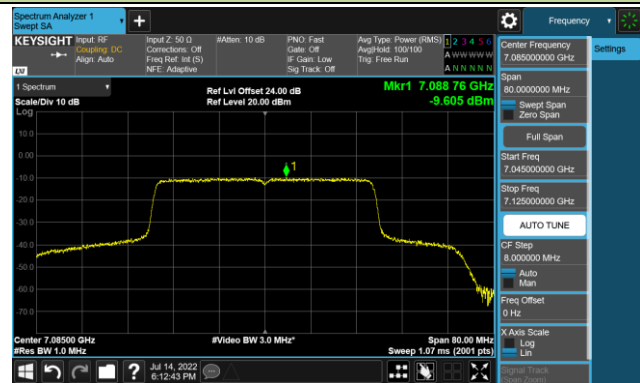 Spectrum Analyzer 1
Swept SA
Frequency
KEYSIGHT
Input: RF
Coupling: DC
Align: Auto
Input Z: 50 Ω
Corrections: Off
Freq Ref: Int (S)
NFE: Adaptive
#Atten: 10 dB
PNO: Fast
Gate: Off
IF Gain: Low
Sig Track: Off
Avg Type: Power (RMS)
Avg|Hold: 100/100
Trig: Free Run
1 2 3 4 5 6
A W W W W W
A N N N N N
LXI
1 Spectrum
Scale/Div 10 dB
Ref Lvl Offset 24.00 dB
Ref Level 20.00 dBm
Mkr1 7.088 76 GHz
-9.605 dBm
Log
10.0
0.00
-10.0
-20.0
-30.0
-40.0
-50.0
-60.0
-70.0
1
Center 7.08500 GHz
#Res BW 1.0 MHz
#Video BW 3.0 MHz*
Span 80.00 MHz
Sweep 1.07 ms (2001 pts)
Jul 14, 2022
6:12:43 PM
Center Frequency
7.085000000 GHz
Span
80.0000000 MHz
Swept Span
Zero Span
Full Span
Start Freq
7.045000000 GHz
Stop Freq
7.125000000 GHz
AUTO TUNE
CF Step
8.000000 MHz
Auto
Man
Freq Offset
0 Hz
X Axis Scale
Log
Lin
Signal Track
(Span Zoom)
Settings